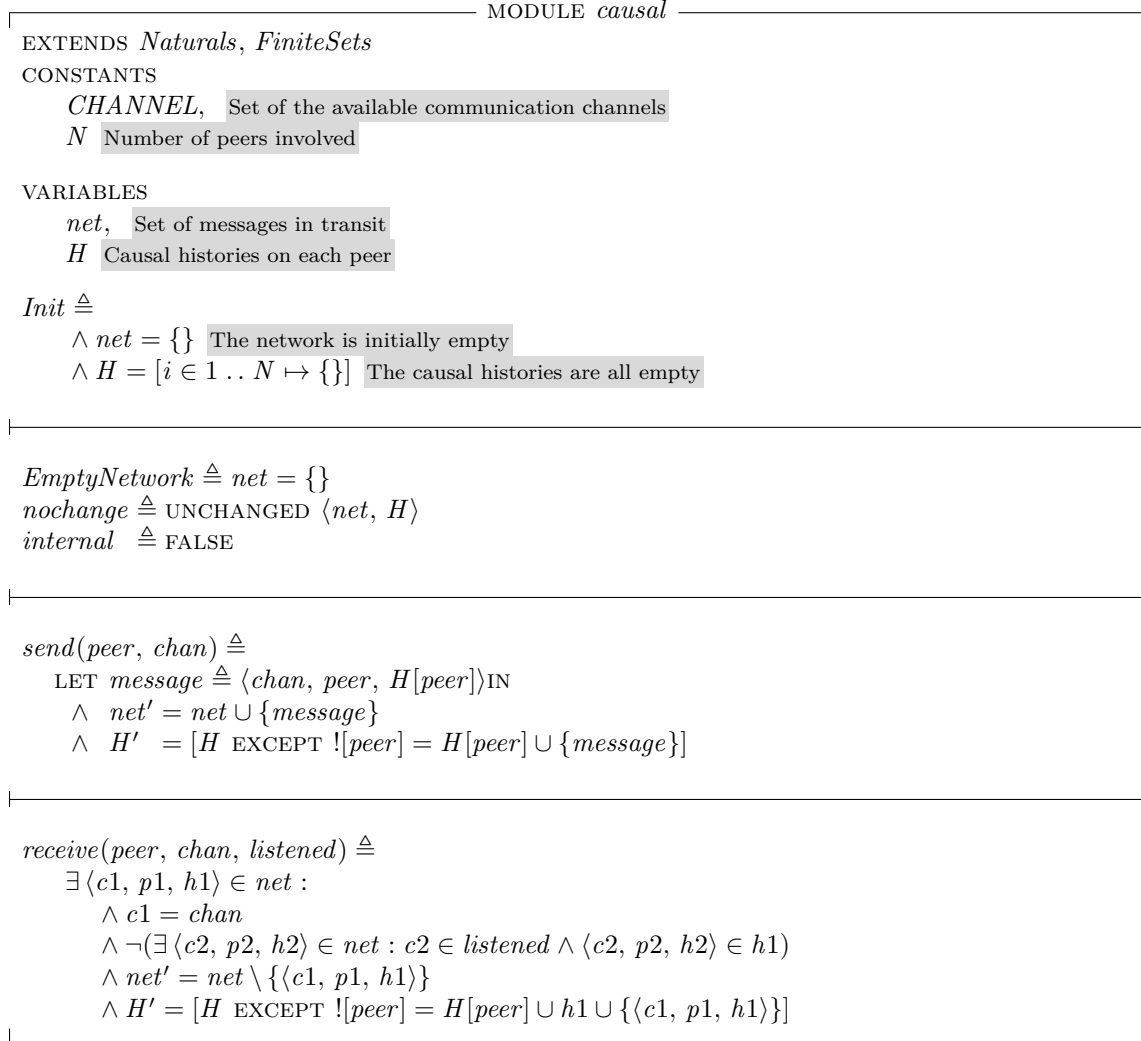 MODULE causal
EXTENDS Naturals, FiniteSets
CONSTANTS
CHANNEL, Set of the available communication channels
N Number of peers involved
VARIABLES
net, Set of messages in transit
H Causal histories on each peer
Init ≜
∧ net = {} The network is initially empty
∧ H = [i ∈ 1 .. N ↦ {}] The causal histories are all empty
EmptyNetwork ≜ net = {}
nochange ≜ UNCHANGED ⟨net, H⟩
internal ≜ FALSE
send(peer, chan) ≜
LET message ≜ ⟨chan, peer, H[peer]⟩IN
∧ net′ = net ∪ {message}
∧ H′ = [H EXCEPT ![peer] = H[peer] ∪ {message}]
receive(peer, chan, listened) ≜
∃ ⟨c1, p1, h1⟩ ∈ net :
∧ c1 = chan
∧ ¬(∃ ⟨c2, p2, h2⟩ ∈ net : c2 ∈ listened ∧ ⟨c2, p2, h2⟩ ∈ h1)
∧ net′ = net \ {⟨c1, p1, h1⟩}
∧ H′ = [H EXCEPT ![peer] = H[peer] ∪ h1 ∪ {⟨c1, p1, h1⟩}]